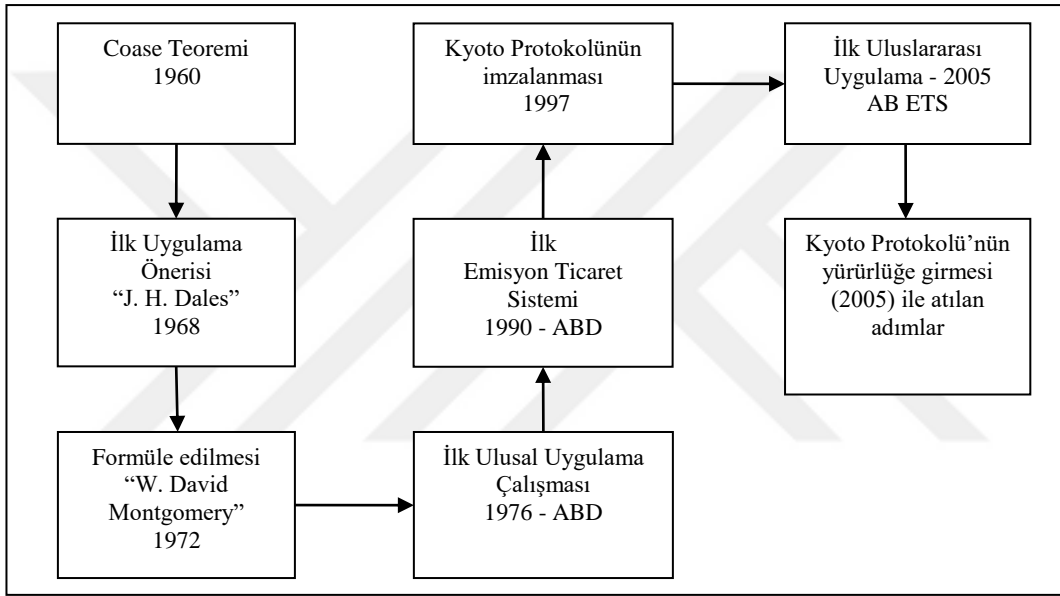 Coase Teoremi
1960
İlk Uygulama
Önerisi
“J. H. Dales”
1968
Formüle edilmesi
“W. David
Montgomery”
1972
İlk Ulusal Uygulama
Çalışması
1976 - ABD
İlk
Emisyon Ticaret
Sistemi
1990 - ABD
Kyoto Protokolünün
imzalanması
1997
İlk Uluslararası
Uygulama - 2005
AB ETS
Kyoto Protokolü’nün
yürürlüğe girmesi
(2005) ile atılan
adımlar